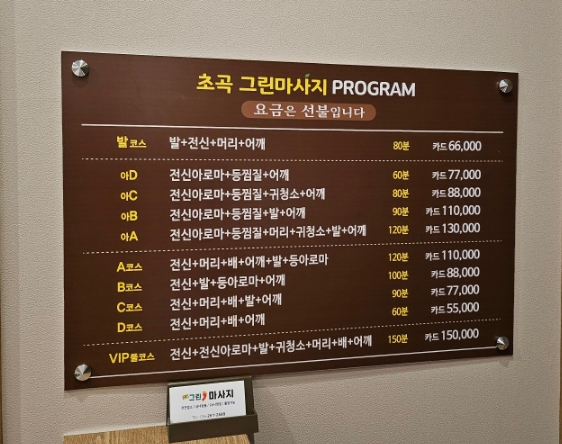 초곡 그린마사지 PROGRAM
요금은 선불입니다
발코스 발+전신+머리+어깨 80분 카드 66,000
아D 전신아로마+등찜질+어깨 60분 카드 77,000
아C 전신아로마+등찜질+귀청소+어깨 80분 카드 88,000
아B 전신아로마+등찜질+발+어깨 90분 카드 110,000
아A 전신아로마+등찜질+머리+귀청소+발+어깨 120분 카드 130,000
A코스 전신+머리+배+어깨+발+등아로마 120분 카드 110,000
B코스 전신+발+등아로마+어깨 100분 카드 88,000
C코스 전신+머리+배+발+어깨 90분 카드 77,000
D코스 전신+머리+배+어깨 60분 카드 55,000
VIP풀코스 전신+전신아로마+발+귀청소+머리+배+어깨 150분 카드 150,000
그린 마사지